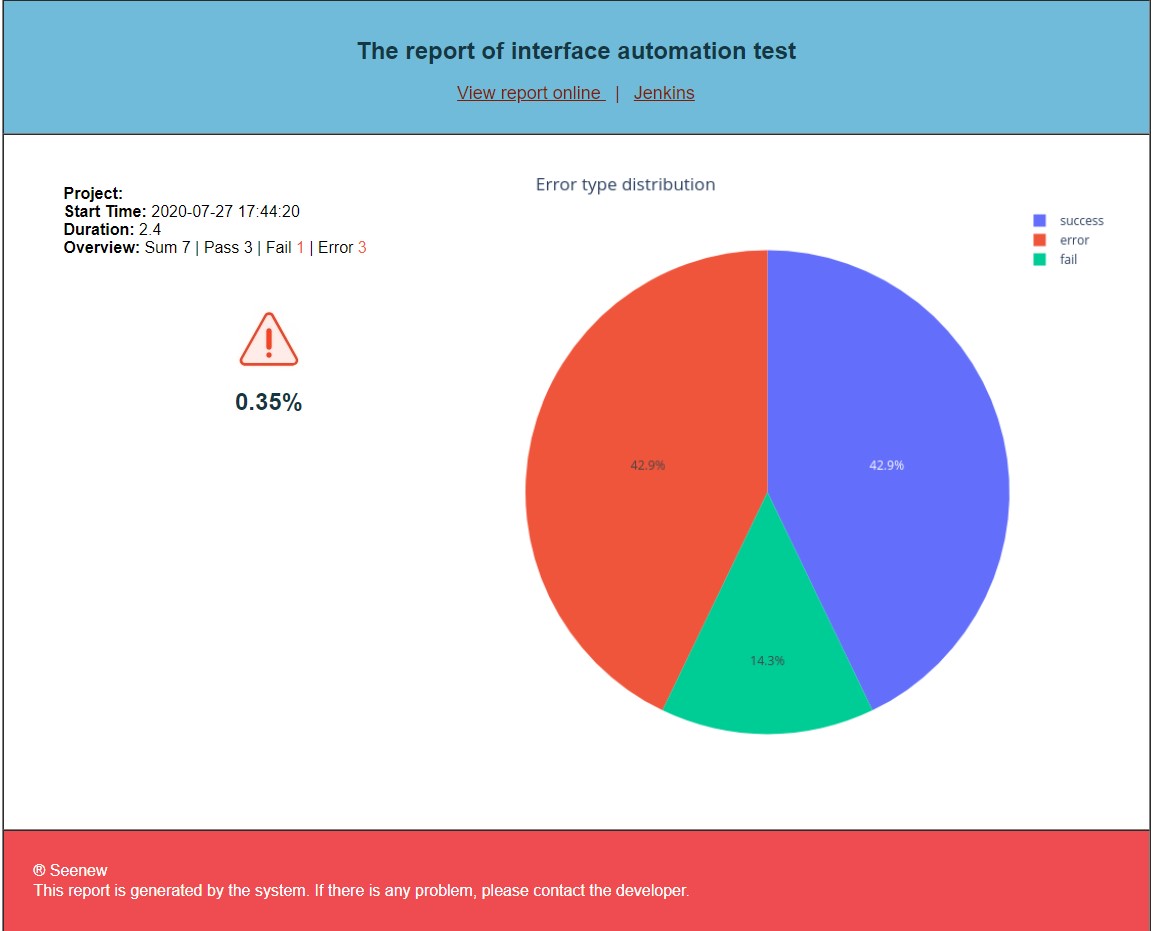 The report of interface automation test
View report online | Jenkins
Project:
Start Time: 2020-07-27 17:44:20
Duration: 2.4
Overview: Sum 7 | Pass 3 | Fail 1 | Error 3
0.35%
Error type distribution
success
error
fail
42.9%
42.9%
14.3%
® Seenew
This report is generated by the system. If there is any problem, please contact the developer.